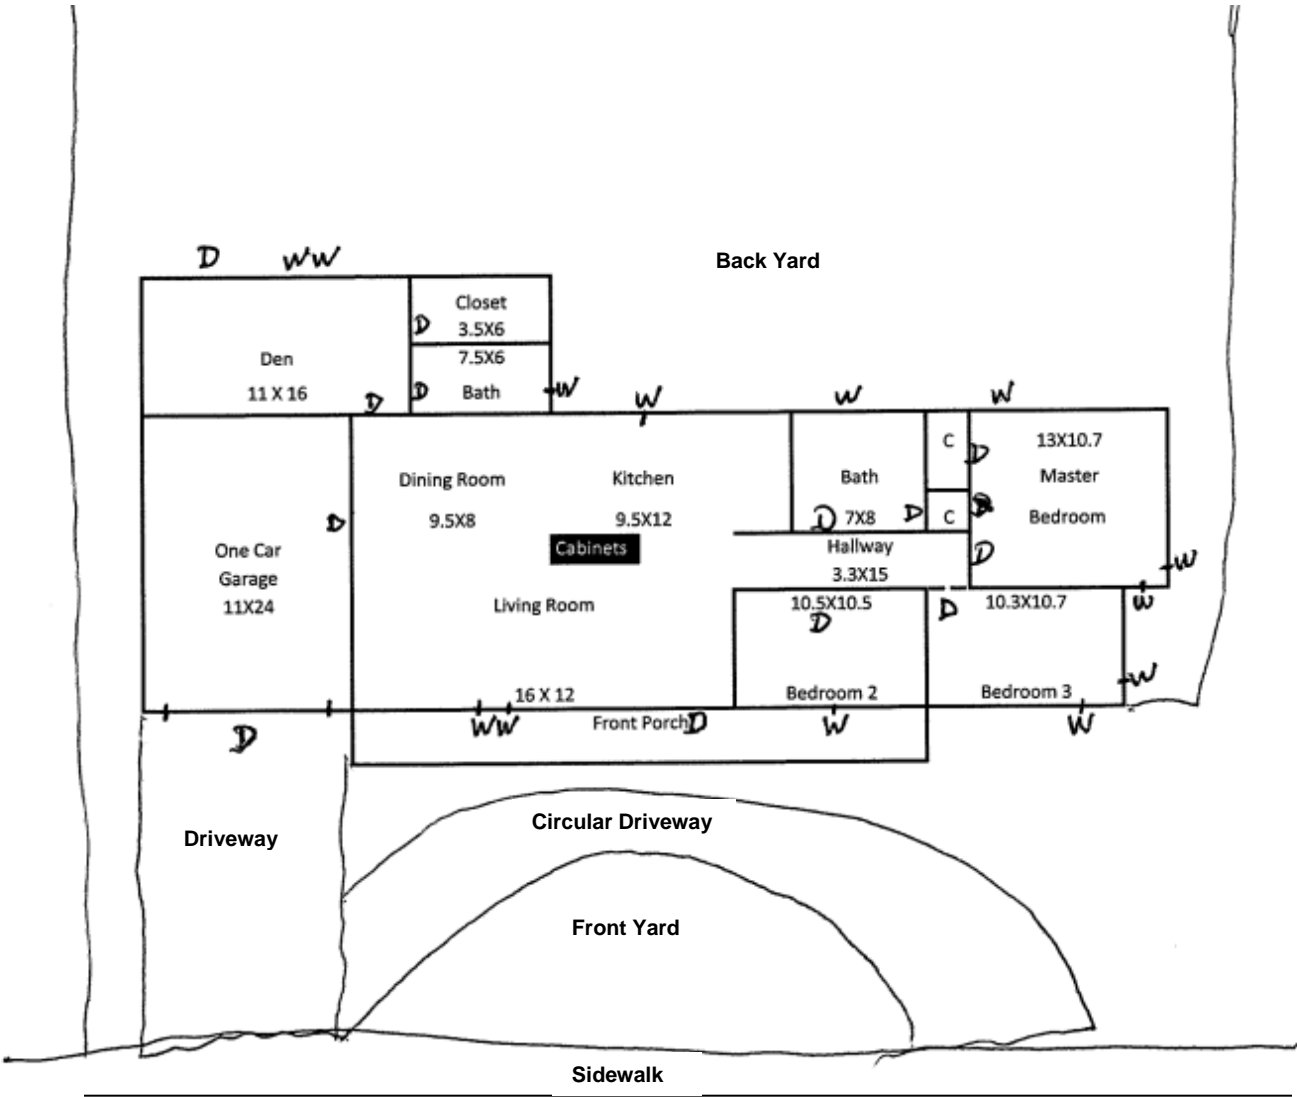 D
WW
Back Yard
Closet
3.5X6
D
Den
7.5X6
11 X 16
D
D
Bath
W
W
W
W
C
D
13X10.7
Dining Room
Kitchen
Bath
Master
9.5X8
9.5X12
D
7X8
D
C
D
Bedroom
D
One Car
Garage
11X24
Cabinets
Hallway
3.3X15
D
W
Living Room
10.5X10.5
D
D
10.3X10.7
W
16 X 12
Bedroom 2
Bedroom 3
W
D
WW
Front Porch
D
W
W
Driveway
Circular Driveway
Front Yard
Sidewalk